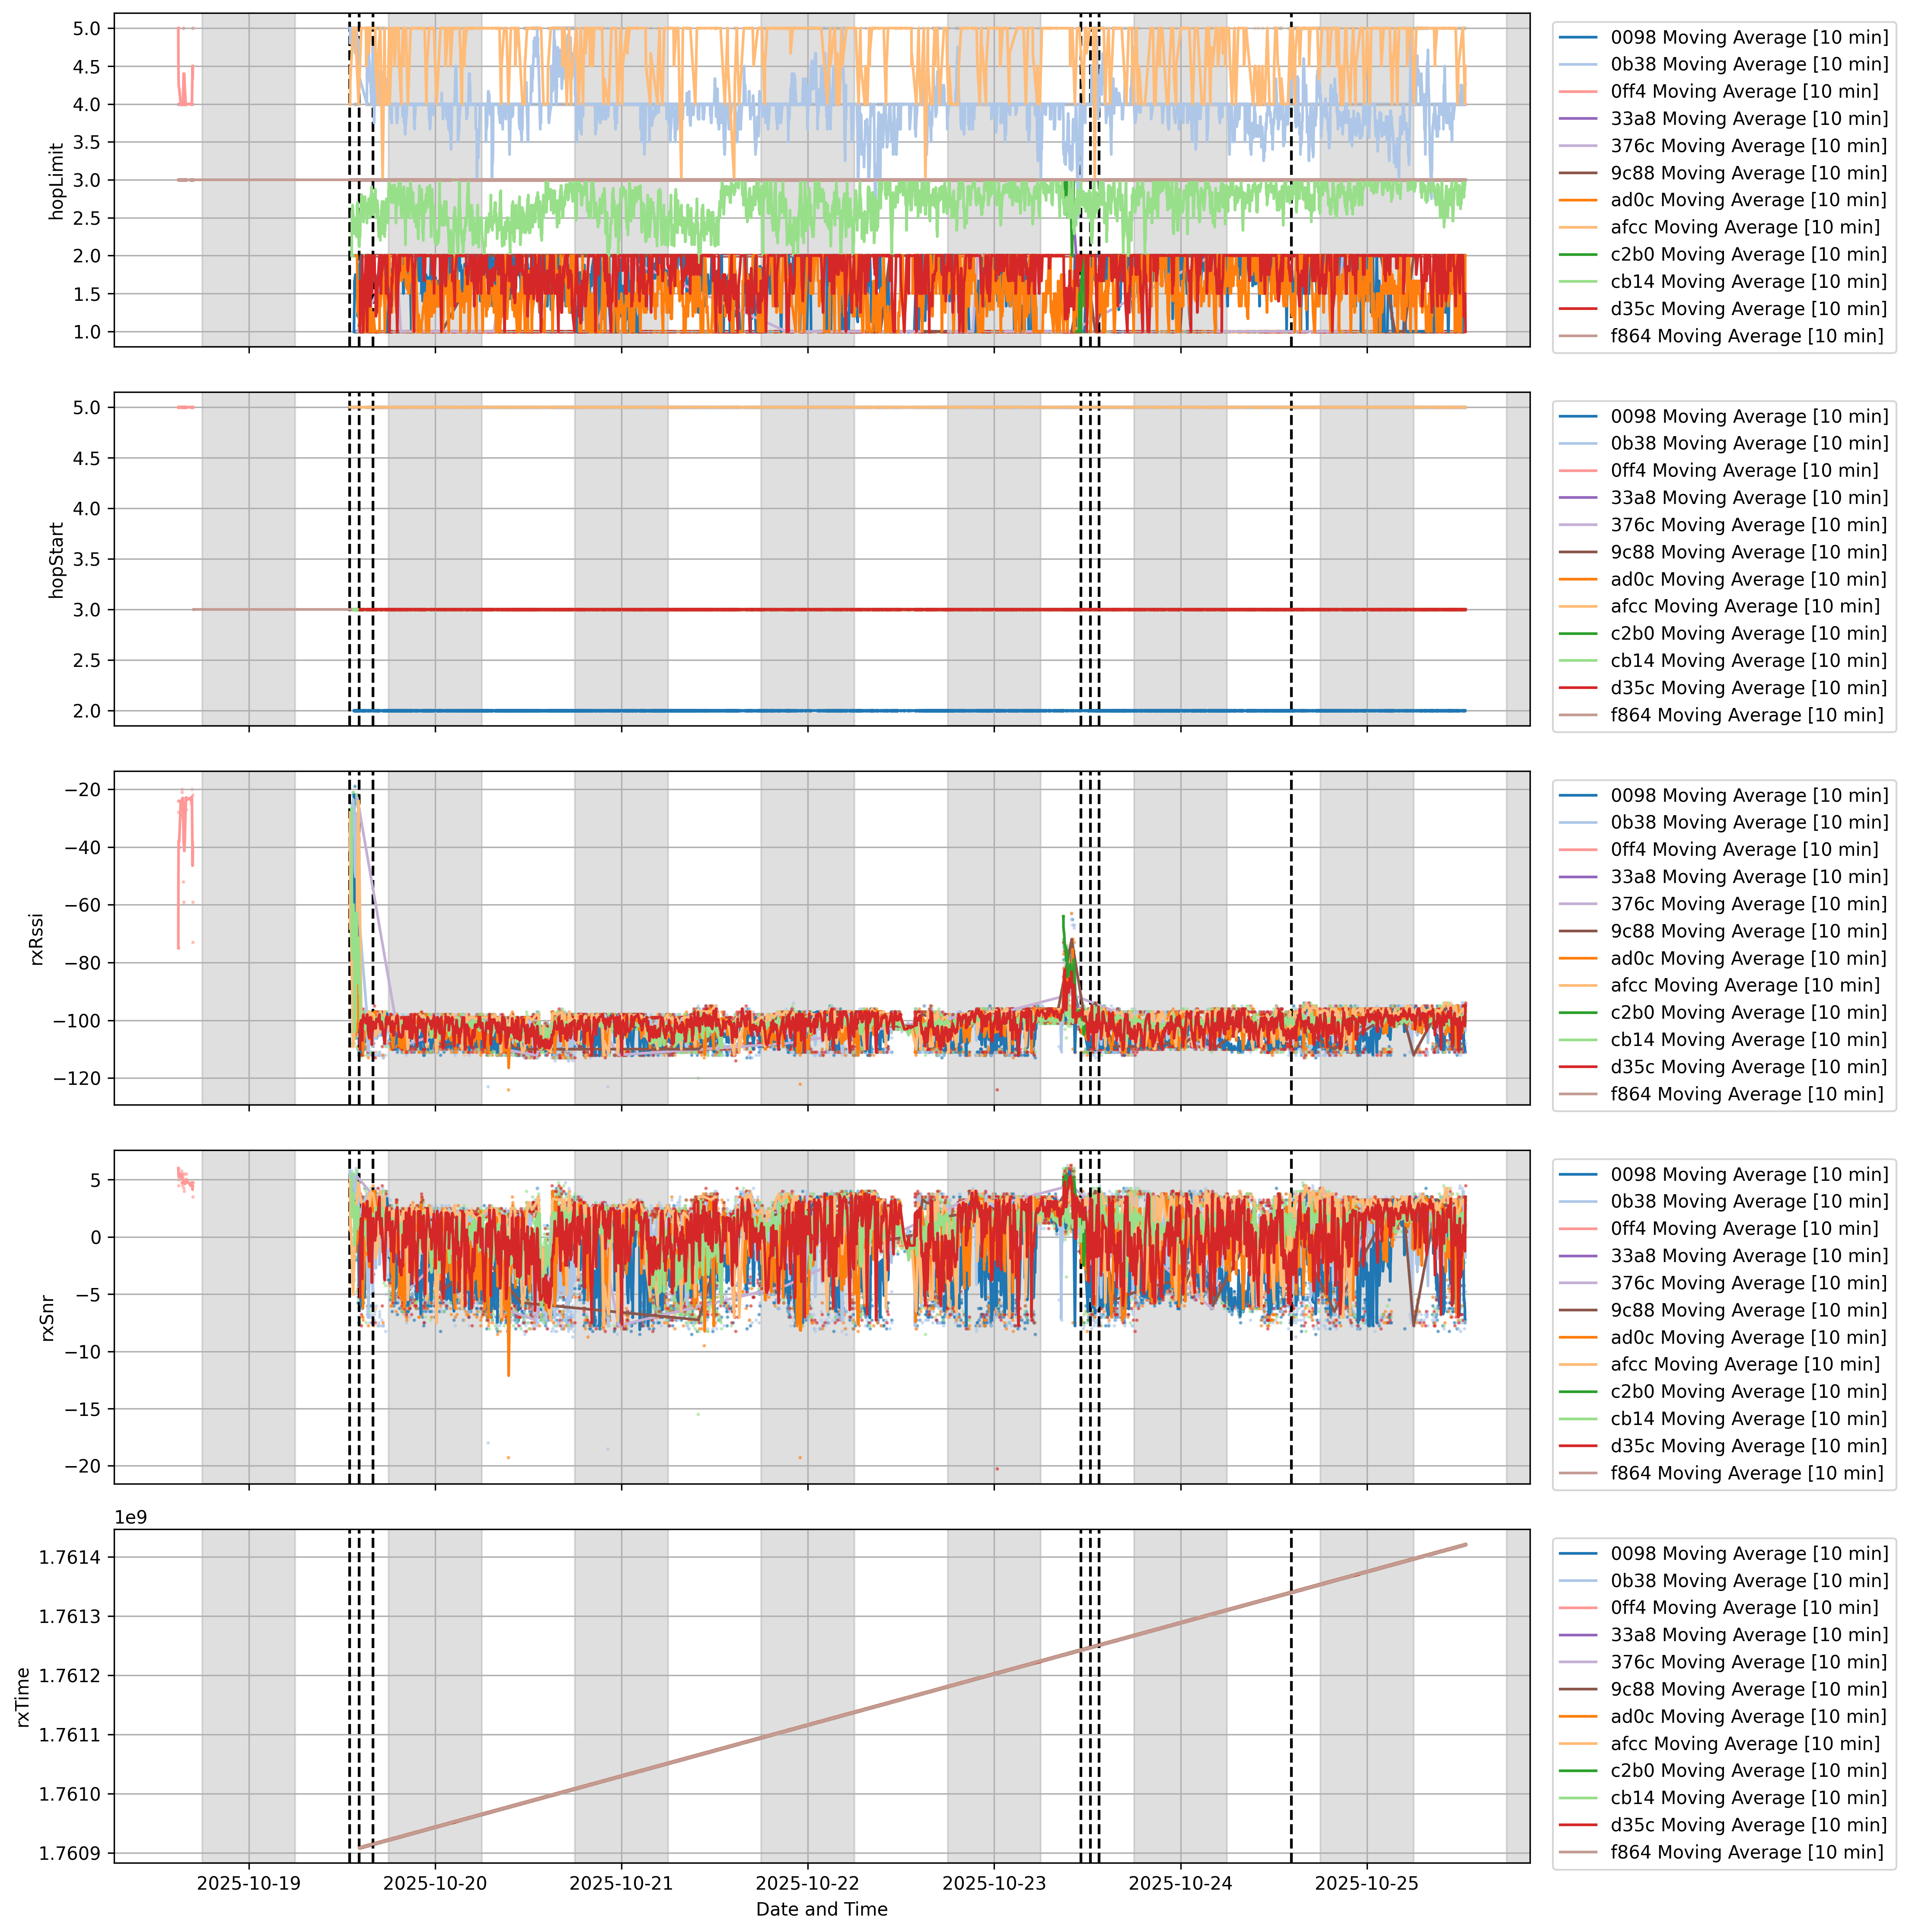 5.0
4.5
4.0
3.5
3.0
2.5
2.0
1.5
1.0
hopLimit
0098 Moving Average [10 min]
0b38 Moving Average [10 min]
0ff4 Moving Average [10 min]
33a8 Moving Average [10 min]
376c Moving Average [10 min]
9c88 Moving Average [10 min]
ad0c Moving Average [10 min]
afcc Moving Average [10 min]
c2b0 Moving Average [10 min]
cb14 Moving Average [10 min]
d35c Moving Average [10 min]
f864 Moving Average [10 min]
5.0
4.5
4.0
3.5
3.0
2.5
2.0
hopStart
0098 Moving Average [10 min]
0b38 Moving Average [10 min]
0ff4 Moving Average [10 min]
33a8 Moving Average [10 min]
376c Moving Average [10 min]
9c88 Moving Average [10 min]
ad0c Moving Average [10 min]
afcc Moving Average [10 min]
c2b0 Moving Average [10 min]
cb14 Moving Average [10 min]
d35c Moving Average [10 min]
f864 Moving Average [10 min]
−20
−40
−60
−80
−100
−120
rxRssi
0098 Moving Average [10 min]
0b38 Moving Average [10 min]
0ff4 Moving Average [10 min]
33a8 Moving Average [10 min]
376c Moving Average [10 min]
9c88 Moving Average [10 min]
ad0c Moving Average [10 min]
afcc Moving Average [10 min]
c2b0 Moving Average [10 min]
cb14 Moving Average [10 min]
d35c Moving Average [10 min]
f864 Moving Average [10 min]
5
0
−5
−10
−15
−20
rxSnr
0098 Moving Average [10 min]
0b38 Moving Average [10 min]
0ff4 Moving Average [10 min]
33a8 Moving Average [10 min]
376c Moving Average [10 min]
9c88 Moving Average [10 min]
ad0c Moving Average [10 min]
afcc Moving Average [10 min]
c2b0 Moving Average [10 min]
cb14 Moving Average [10 min]
d35c Moving Average [10 min]
f864 Moving Average [10 min]
1e9
1.7614
1.7613
1.7612
1.7611
1.7610
1.7609
rxTime
0098 Moving Average [10 min]
0b38 Moving Average [10 min]
0ff4 Moving Average [10 min]
33a8 Moving Average [10 min]
376c Moving Average [10 min]
9c88 Moving Average [10 min]
ad0c Moving Average [10 min]
afcc Moving Average [10 min]
c2b0 Moving Average [10 min]
cb14 Moving Average [10 min]
d35c Moving Average [10 min]
f864 Moving Average [10 min]
2025-10-19 2025-10-20 2025-10-21 2025-10-22 2025-10-23 2025-10-24 2025-10-25
Date and Time